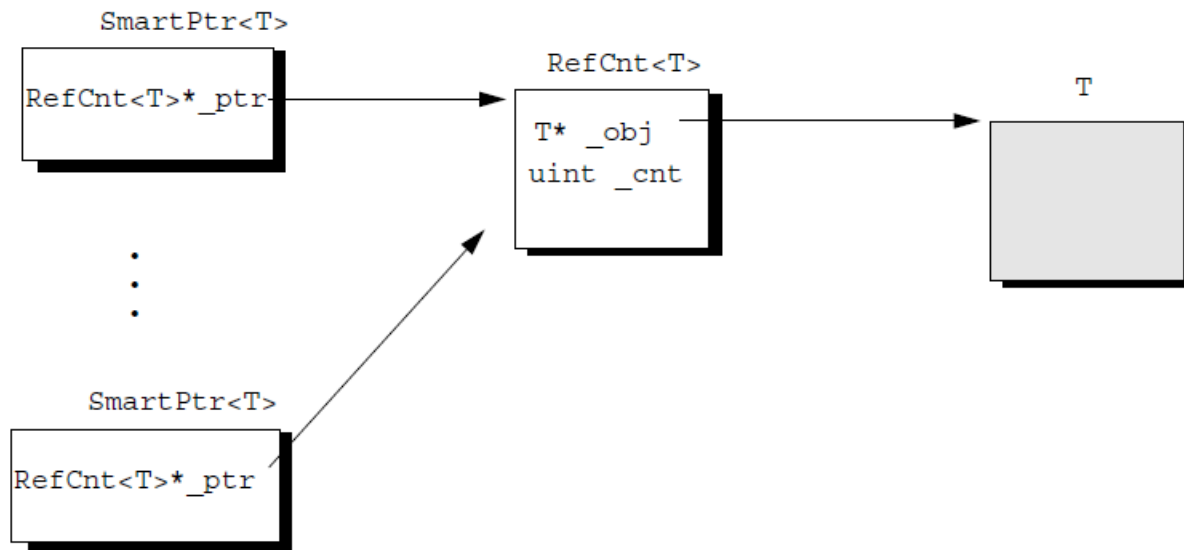 SmartPtr<T>
RefCnt<T>*_ptr
RefCnt<T>
T* _obj
uint _cnt
T
SmartPtr<T>
RefCnt<T>*_ptr